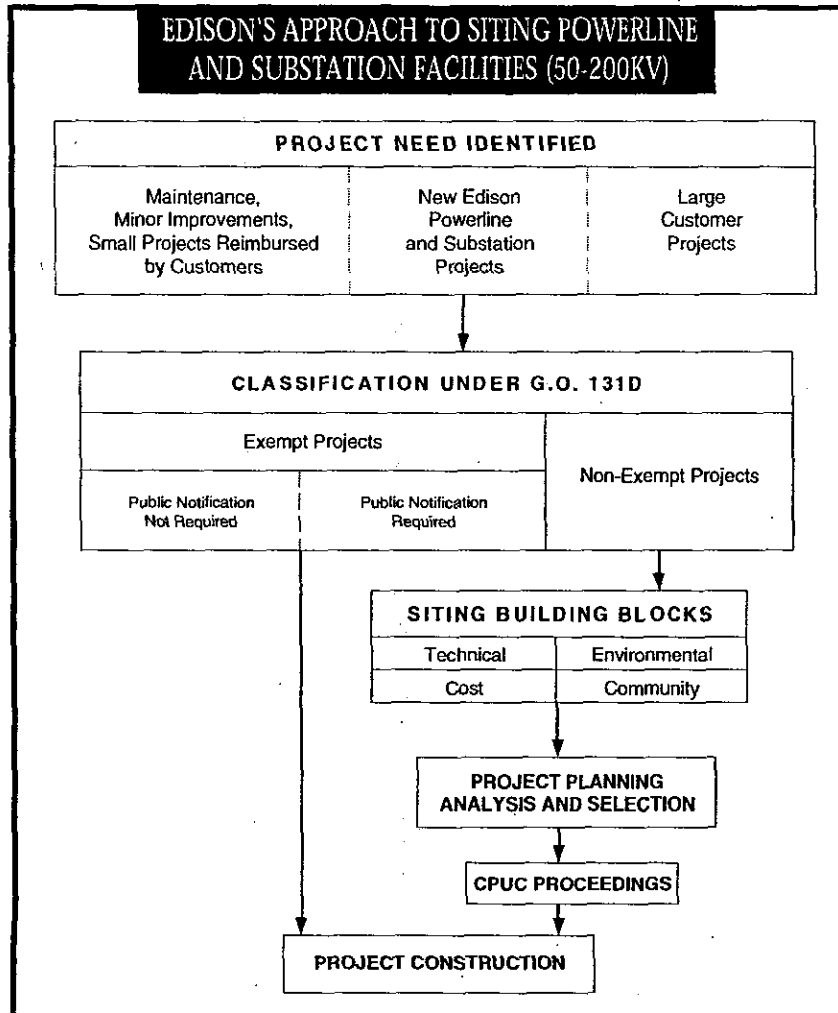 EDISON'S APPROACH TO SITING POWERLINE
AND SUBSTATION FACILITIES (50-200KV)
PROJECT NEED IDENTIFIED
Maintenance,
Minor Improvements,
Small Projects Reimbursed
by Customers
New Edison
Powerline
and Substation
Projects
Large
Customer
Projects
CLASSIFICATION UNDER G.O. 131D
Exempt Projects
Public Notification
Not Required
Public Notification
Required
Non-Exempt Projects
SITING BUILDING BLOCKS
Technical
Environmental
Cost
Community
PROJECT PLANNING
ANALYSIS AND SELECTION
CPUC PROCEEDINGS
PROJECT CONSTRUCTION